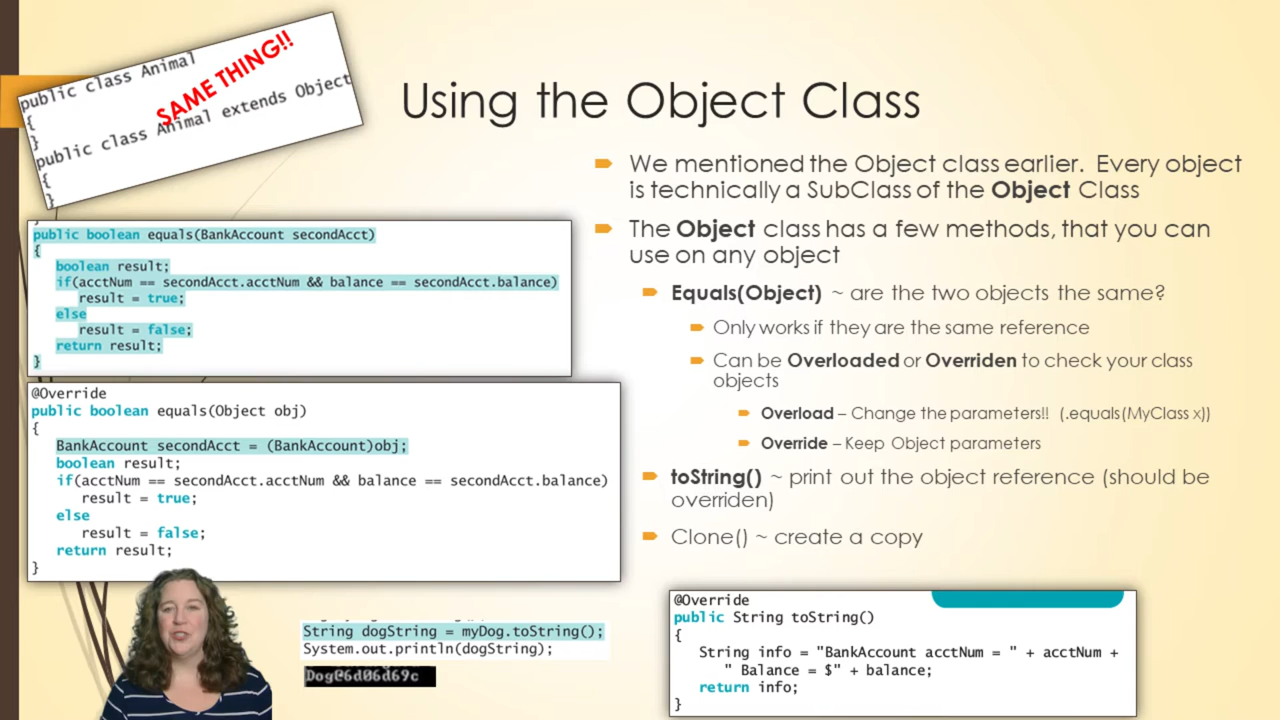 public class Animal
{
}
public class Animal extends Object
{
}
SAME THING!!
Using the Object Class
We mentioned the Object class earlier. Every object
is technically a SubClass of the Object Class
The Object class has a few methods, that you can
use on any object
Equals(Object) ~ are the two objects the same?
Only works if they are the same reference
Can be Overloaded or Overriden to check your class
objects
Overload – Change the parameters!! (.equals(MyClass x))
Override – Keep Object parameters
toString() ~ print out the object reference (should be
overriden)
Clone() ~ create a copy
public boolean equals(BankAccount secondAcct)
{
boolean result;
if(acctNum == secondAcct.acctNum && balance == secondAcct.balance)
result = true;
else
result = false;
return result;
}
@Override
public boolean equals(Object obj)
{
BankAccount secondAcct = (BankAccount)obj;
boolean result;
if(acctNum == secondAcct.acctNum && balance == secondAcct.balance)
result = true;
else
result = false;
return result;
}
String dogString = myDog.toString();
System.out.println(dogString);
Dog@6d06d69c
@Override
public String toString()
{
String info = "BankAccount acctNum = " + acctNum +
" Balance = $" + balance;
return info;
}